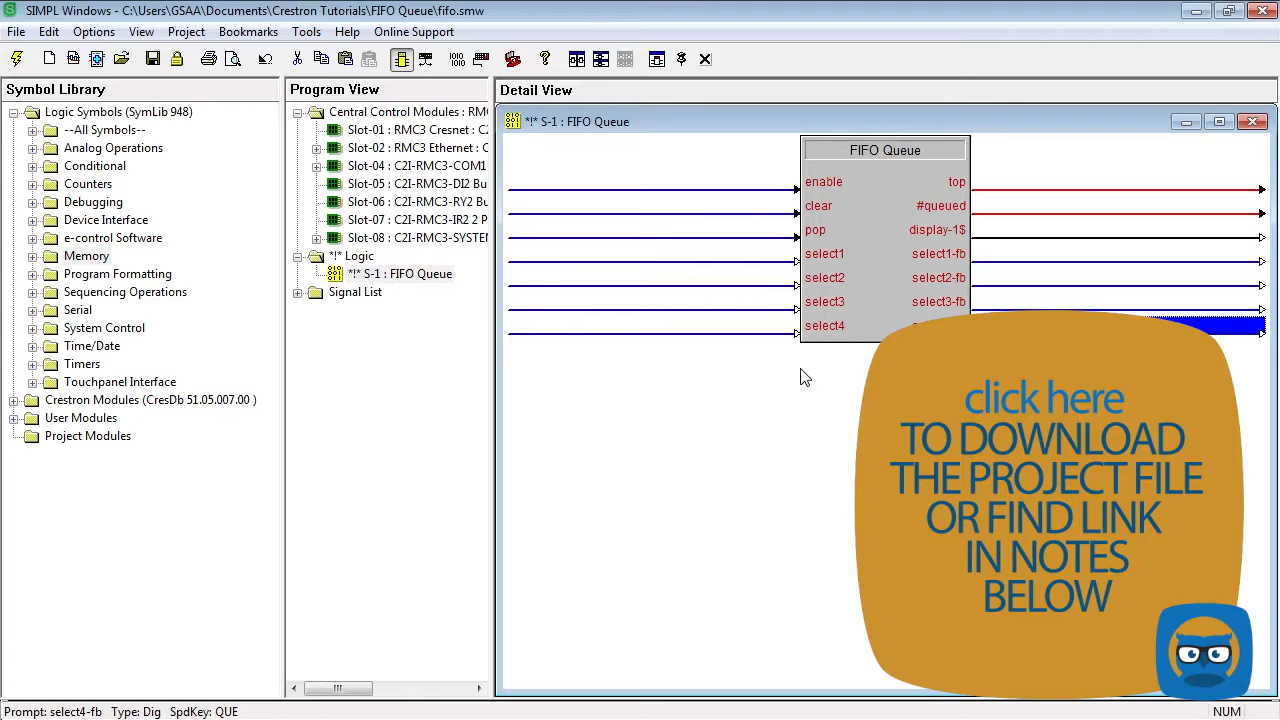 SIMPL Windows - C:\Users\GSAA\Documents\Crestron Tutorials\FIFO Queue\fifo.smw
File Edit Options View Project Bookmarks Tools Help Online Support
Symbol Library
Logic Symbols (SymLib 948)
--All Symbols--
Analog Operations
Conditional
Counters
Debugging
Device Interface
e-control Software
Memory
Program Formatting
Sequencing Operations
Serial
System Control
Time/Date
Timers
Touchpanel Interface
Crestron Modules (CresDb 51.05.007.00 )
User Modules
Project Modules
Program View
Central Control Modules : RM
Slot-01 : RMC3 Cresnet : C2
Slot-02 : RMC3 Ethernet : C
Slot-04 : C2I-RMC3-COM1
Slot-05 : C2I-RMC3-DI2 Bu
Slot-06 : C2I-RMC3-RY2 Bu
Slot-07 : C2I-RMC3-IR2 2 P
Slot-08 : C2I-RMC3-SYSTEM
*!* Logic
*!* S-1 : FIFO Queue
Signal List
Detail View
*!* S-1 : FIFO Queue
FIFO Queue
enable top
clear #queued
pop display-1$
select1 select1-fb
select2 select2-fb
select3 select3-fb
select4
click here
TO DOWNLOAD
THE PROJECT FILE
OR FIND LINK
IN NOTES
BELOW
Prompt: select4-fb Type: Dig SpdKey: QUE
NUM